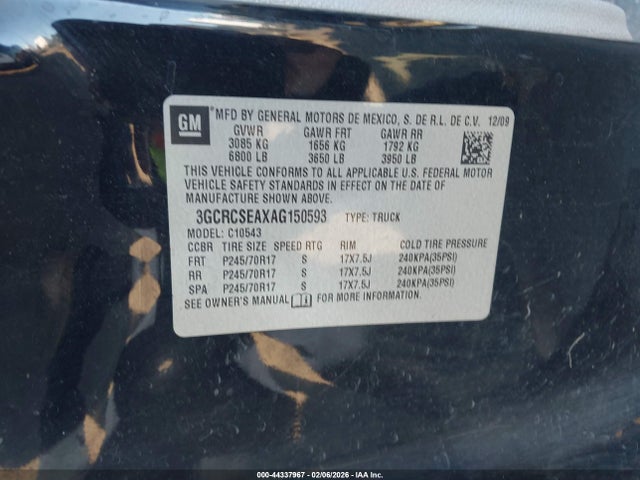 GM
MFD BY GENERAL MOTORS DE MEXICO, S. DE R.L. DE C.V. 12/09
GVWR GAWR FRT GAWR RR
3085 KG 1656 KG 1792 KG
6800 LB 3650 LB 3950 LB
THIS VEHICLE CONFORMS TO ALL APPLICABLE U.S. FEDERAL MOTOR
VEHICLE SAFETY STANDARDS IN EFFECT ON THE DATE OF
MANUFACTURE SHOWN ABOVE.
3GCRCSEAXAG150593 TYPE: TRUCK
MODEL: C10543
CCBR TIRE SIZE SPEED RTG RIM COLD TIRE PRESSURE
FRT P245/70R17 S 17X7.5J 240KPA(35PSI)
RR P245/70R17 S 17X7.5J 240KPA(35PSI)
SPA P245/70R17 S 17X7.5J 240KPA(35PSI)
SEE OWNER'S MANUAL FOR MORE INFORMATION.
000-44337967 - 02/06/2026 - IAA Inc.